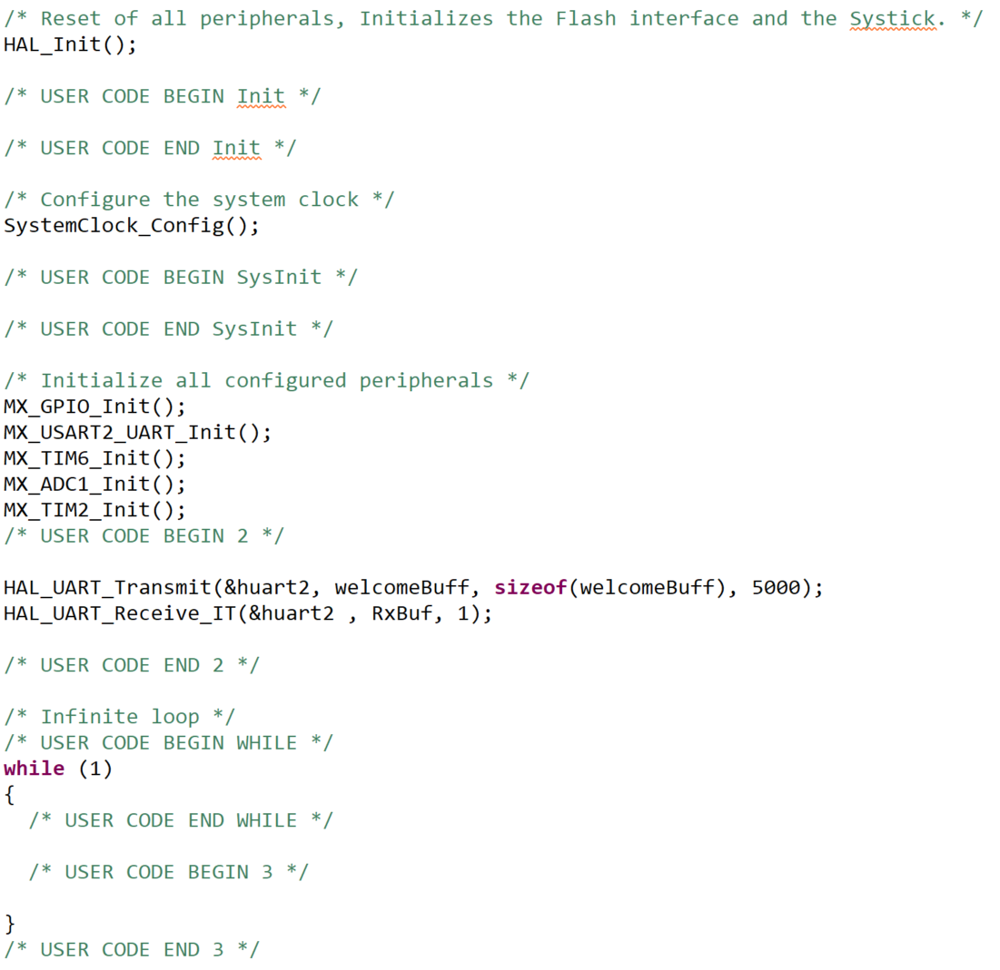 /* Reset of all peripherals, Initializes the Flash interface and the Systick. */
HAL_Init();
/* USER CODE BEGIN Init */
/* USER CODE END Init */
/* Configure the system clock */
SystemClock_Config();
/* USER CODE BEGIN SysInit */
/* USER CODE END SysInit */
/* Initialize all configured peripherals */
MX_GPIO_Init();
MX_USART2_UART_Init();
MX_TIM6_Init();
MX_ADC1_Init();
MX_TIM2_Init();
/* USER CODE BEGIN 2 */
HAL_UART_Transmit(&huart2, welcomeBuff, sizeof(welcomeBuff), 5000);
HAL_UART_Receive_IT(&huart2 , RxBuf, 1);
/* USER CODE END 2 */
/* Infinite loop */
/* USER CODE BEGIN WHILE */
while (1)
{
  /* USER CODE END WHILE */
  /* USER CODE BEGIN 3 */
}
/* USER CODE END 3 */